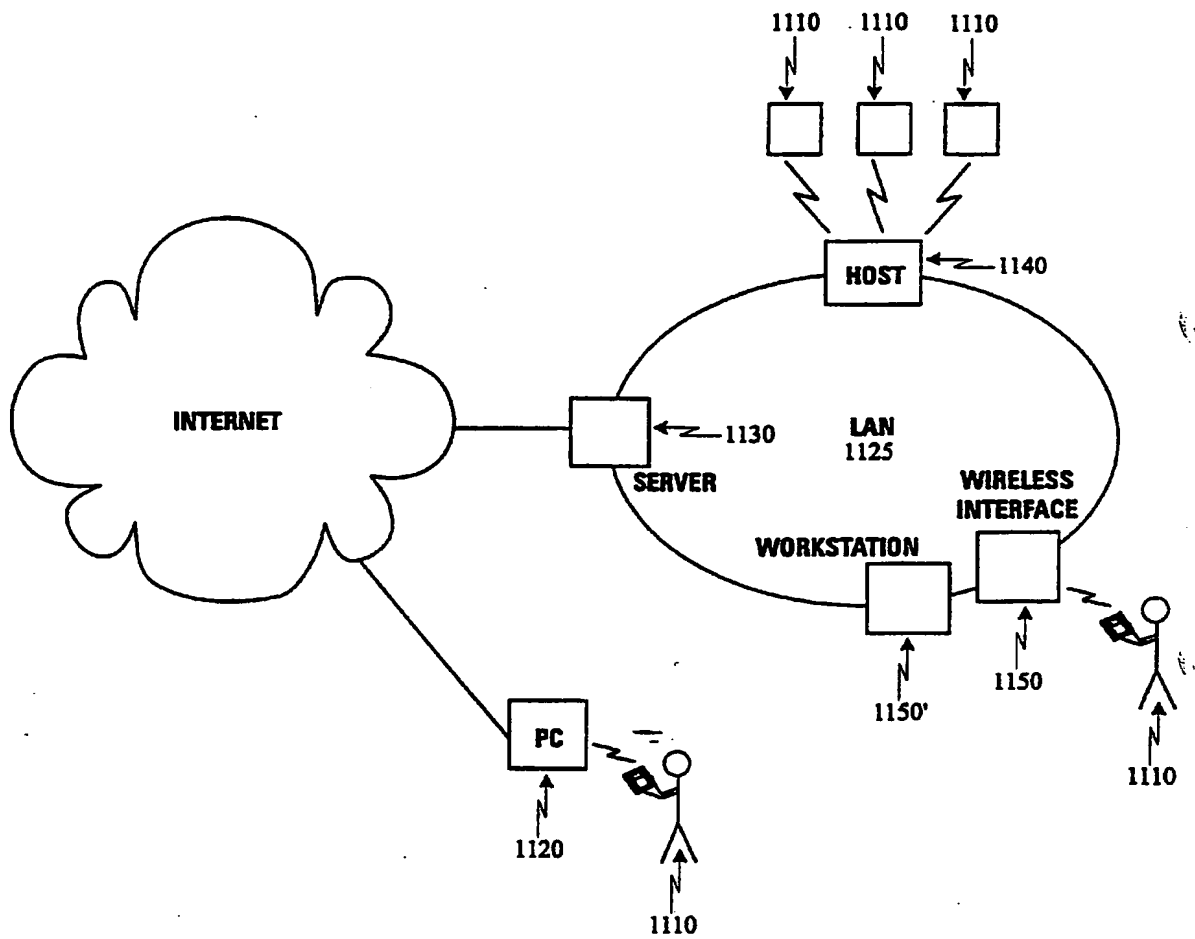 1110 1110 1110
HOST
1140
INTERNET
1130
SERVER
LAN
1125
WIRELESS
INTERFACE
WORKSTATION
1150
1150'
PC
1110
1120
1110